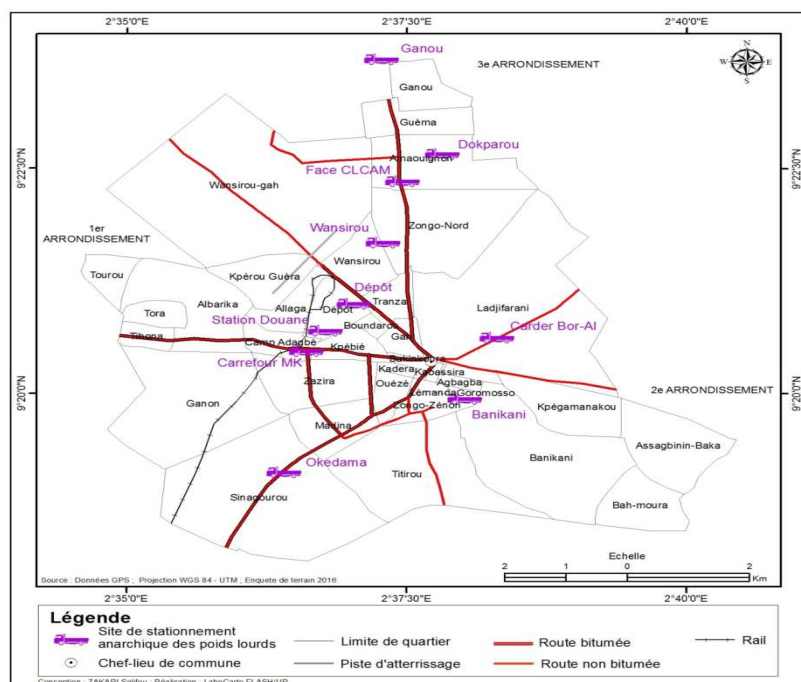 2°35'0"E 2°37'30"E 2°40'0"E
Ganou
3e ARRONDISSEMENT
N
W E
S
Ganou
Guèma
Dokparou
9°22'30"N 9°22'30"N
Amaouignon
Face CLCAM
Wansirou-gah
Zongo-Nord
1er
ARRONDISSEMENT
Wansirou
Wansirou
Kpérou Guèra
Tourou
Dépôt
Tranza
Albarika
Allaga
Dépôt
Ladjifarani
Tora
Station Douane
Boundarou
Carder Bor-Al
Tibona
Camp Adagbè
Kpébié
Carrefour MK
Kadera
Kabassira
Zazira
Ouézé
Agbagba
9°20'0"N 9°20'0"N
2e ARRONDISSEMENT
Ganon
Zongo-Zénon
Kpégamanakou
Banikani
Madina
Assagbinin-Baka
Banikani
Okedama
Titirou
Sinagourou
Bah-moura
Echelle
2 1 0 2
Km
Source : Données GPS ; Projection WGS 84 - UTM ; Enquete de terrain 2016.
2°35'0"E 2°37'30"E 2°40'0"E
Légende
Site de stationnement
anarchique des poids lourds
Limite de quartier
Route bitumée
Rail
Chef-lieu de commune
Piste d'atterrissage
Route non bitumée